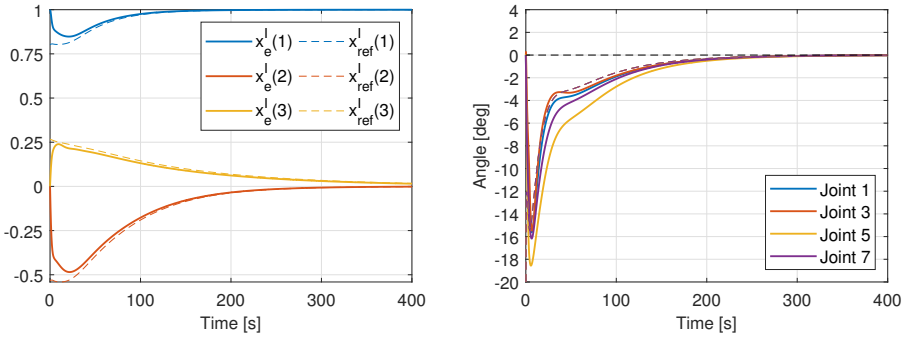 1
0.75
0.5
0.25
0
-0.25
-0.5
0 100 200 300 400
Time [s]
x_e^I(1) x_ref^I(1)
x_e^I(2) x_ref^I(2)
x_e^I(3) x_ref^I(3)
Angle [deg]
4
2
0
-2
-4
-6
-8
-10
-12
-14
-16
-18
-20
0 100 200 300 400
Time [s]
Joint 1
Joint 3
Joint 5
Joint 7